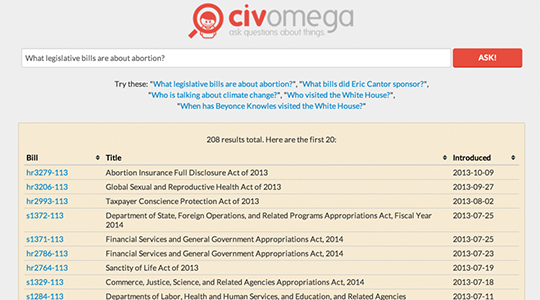 civomega
ask questions about things.
What legislative bills are about abortion?
ASK!
Try these: "What legislative bills are about abortion?", "What bills did Eric Cantor sponsor?",
"Who is talking about climate change?", "Who visited the White House?",
"When has Beyonce Knowles visited the White House?"
208 results total. Here are the first 20:
Bill Title Introduced
hr3279-113 Abortion Insurance Full Disclosure Act of 2013 2013-10-09
hr3206-113 Global Sexual and Reproductive Health Act of 2013 2013-09-27
hr2993-113 Taxpayer Conscience Protection Act of 2013 2013-08-02
s1372-113 Department of State, Foreign Operations, and Related Programs Appropriations Act, Fiscal Year 2013-07-25
2014
s1371-113 Financial Services and General Government Appropriations Act, 2014 2013-07-25
hr2786-113 Financial Services and General Government Appropriations Act, 2014 2013-07-23
hr2764-113 Sanctity of Life Act of 2013 2013-07-19
s1329-113 Commerce, Justice, Science, and Related Agencies Appropriations Act, 2014 2013-07-18
s1284-113 Departments of Labor, Health and Human Services, and Education, and Related Agencies 2013-07-11